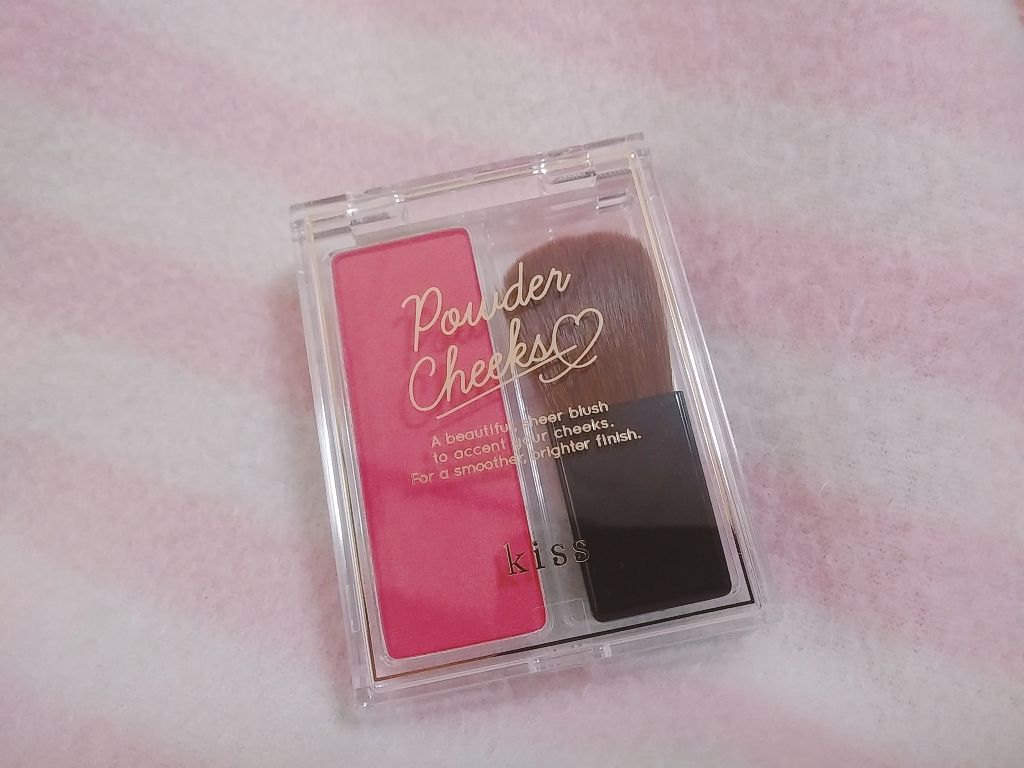 Powder
Cheeks
A beautiful, sheer blush
to accent your cheeks.
For a smoother, brighter finish.
kiss